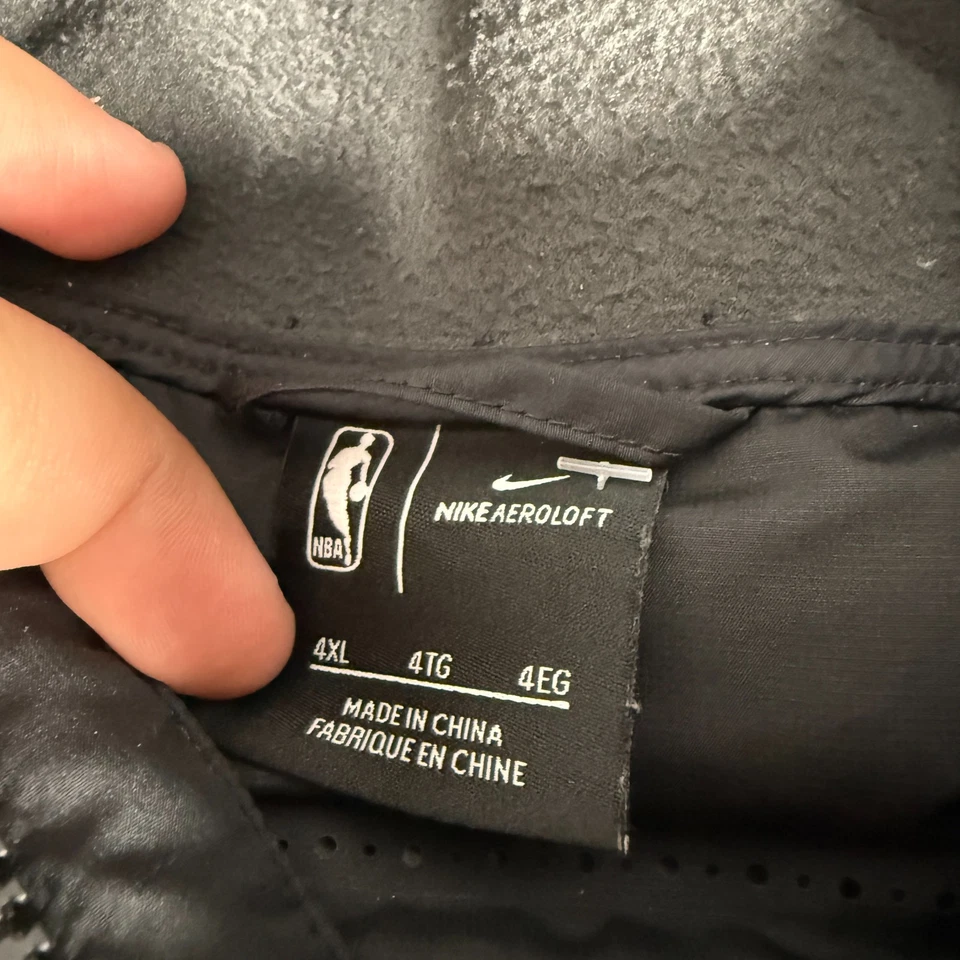 NBA
NIKE AEROLOFT
4XL 4TG 4EG
MADE IN CHINA
FABRIQUE EN CHINE